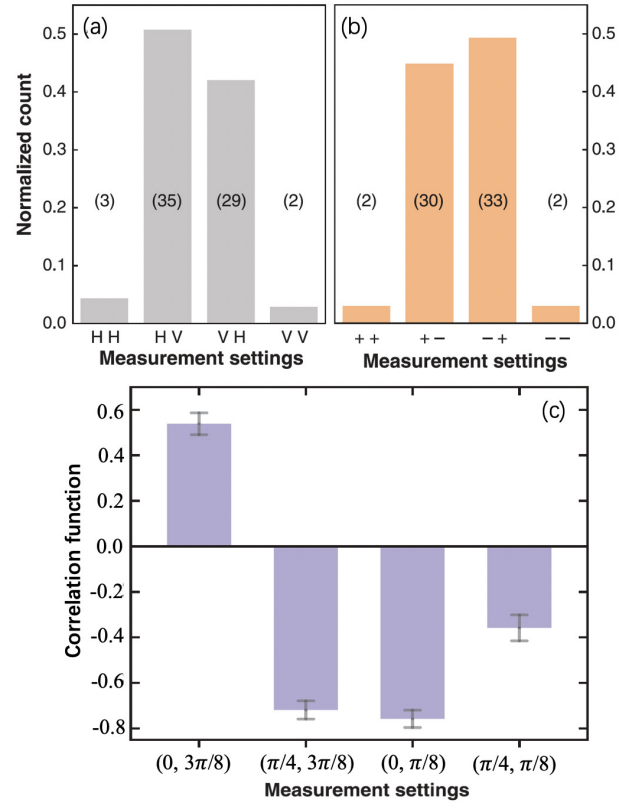 (a)
(b)
Normalized count
0.5
0.4
0.3
0.2
0.1
0.0
(3) (35) (29) (2)
H H H V V H V V
Measurement settings
(2) (30) (33) (2)
+ + + − − + − −
Measurement settings
0.5
0.4
0.3
0.2
0.1
0.0
(c)
Correlation function
0.6
0.4
0.2
0.0
-0.2
-0.4
-0.6
-0.8
(0, 3π/8) (π/4, 3π/8) (0, π/8) (π/4, π/8)
Measurement settings